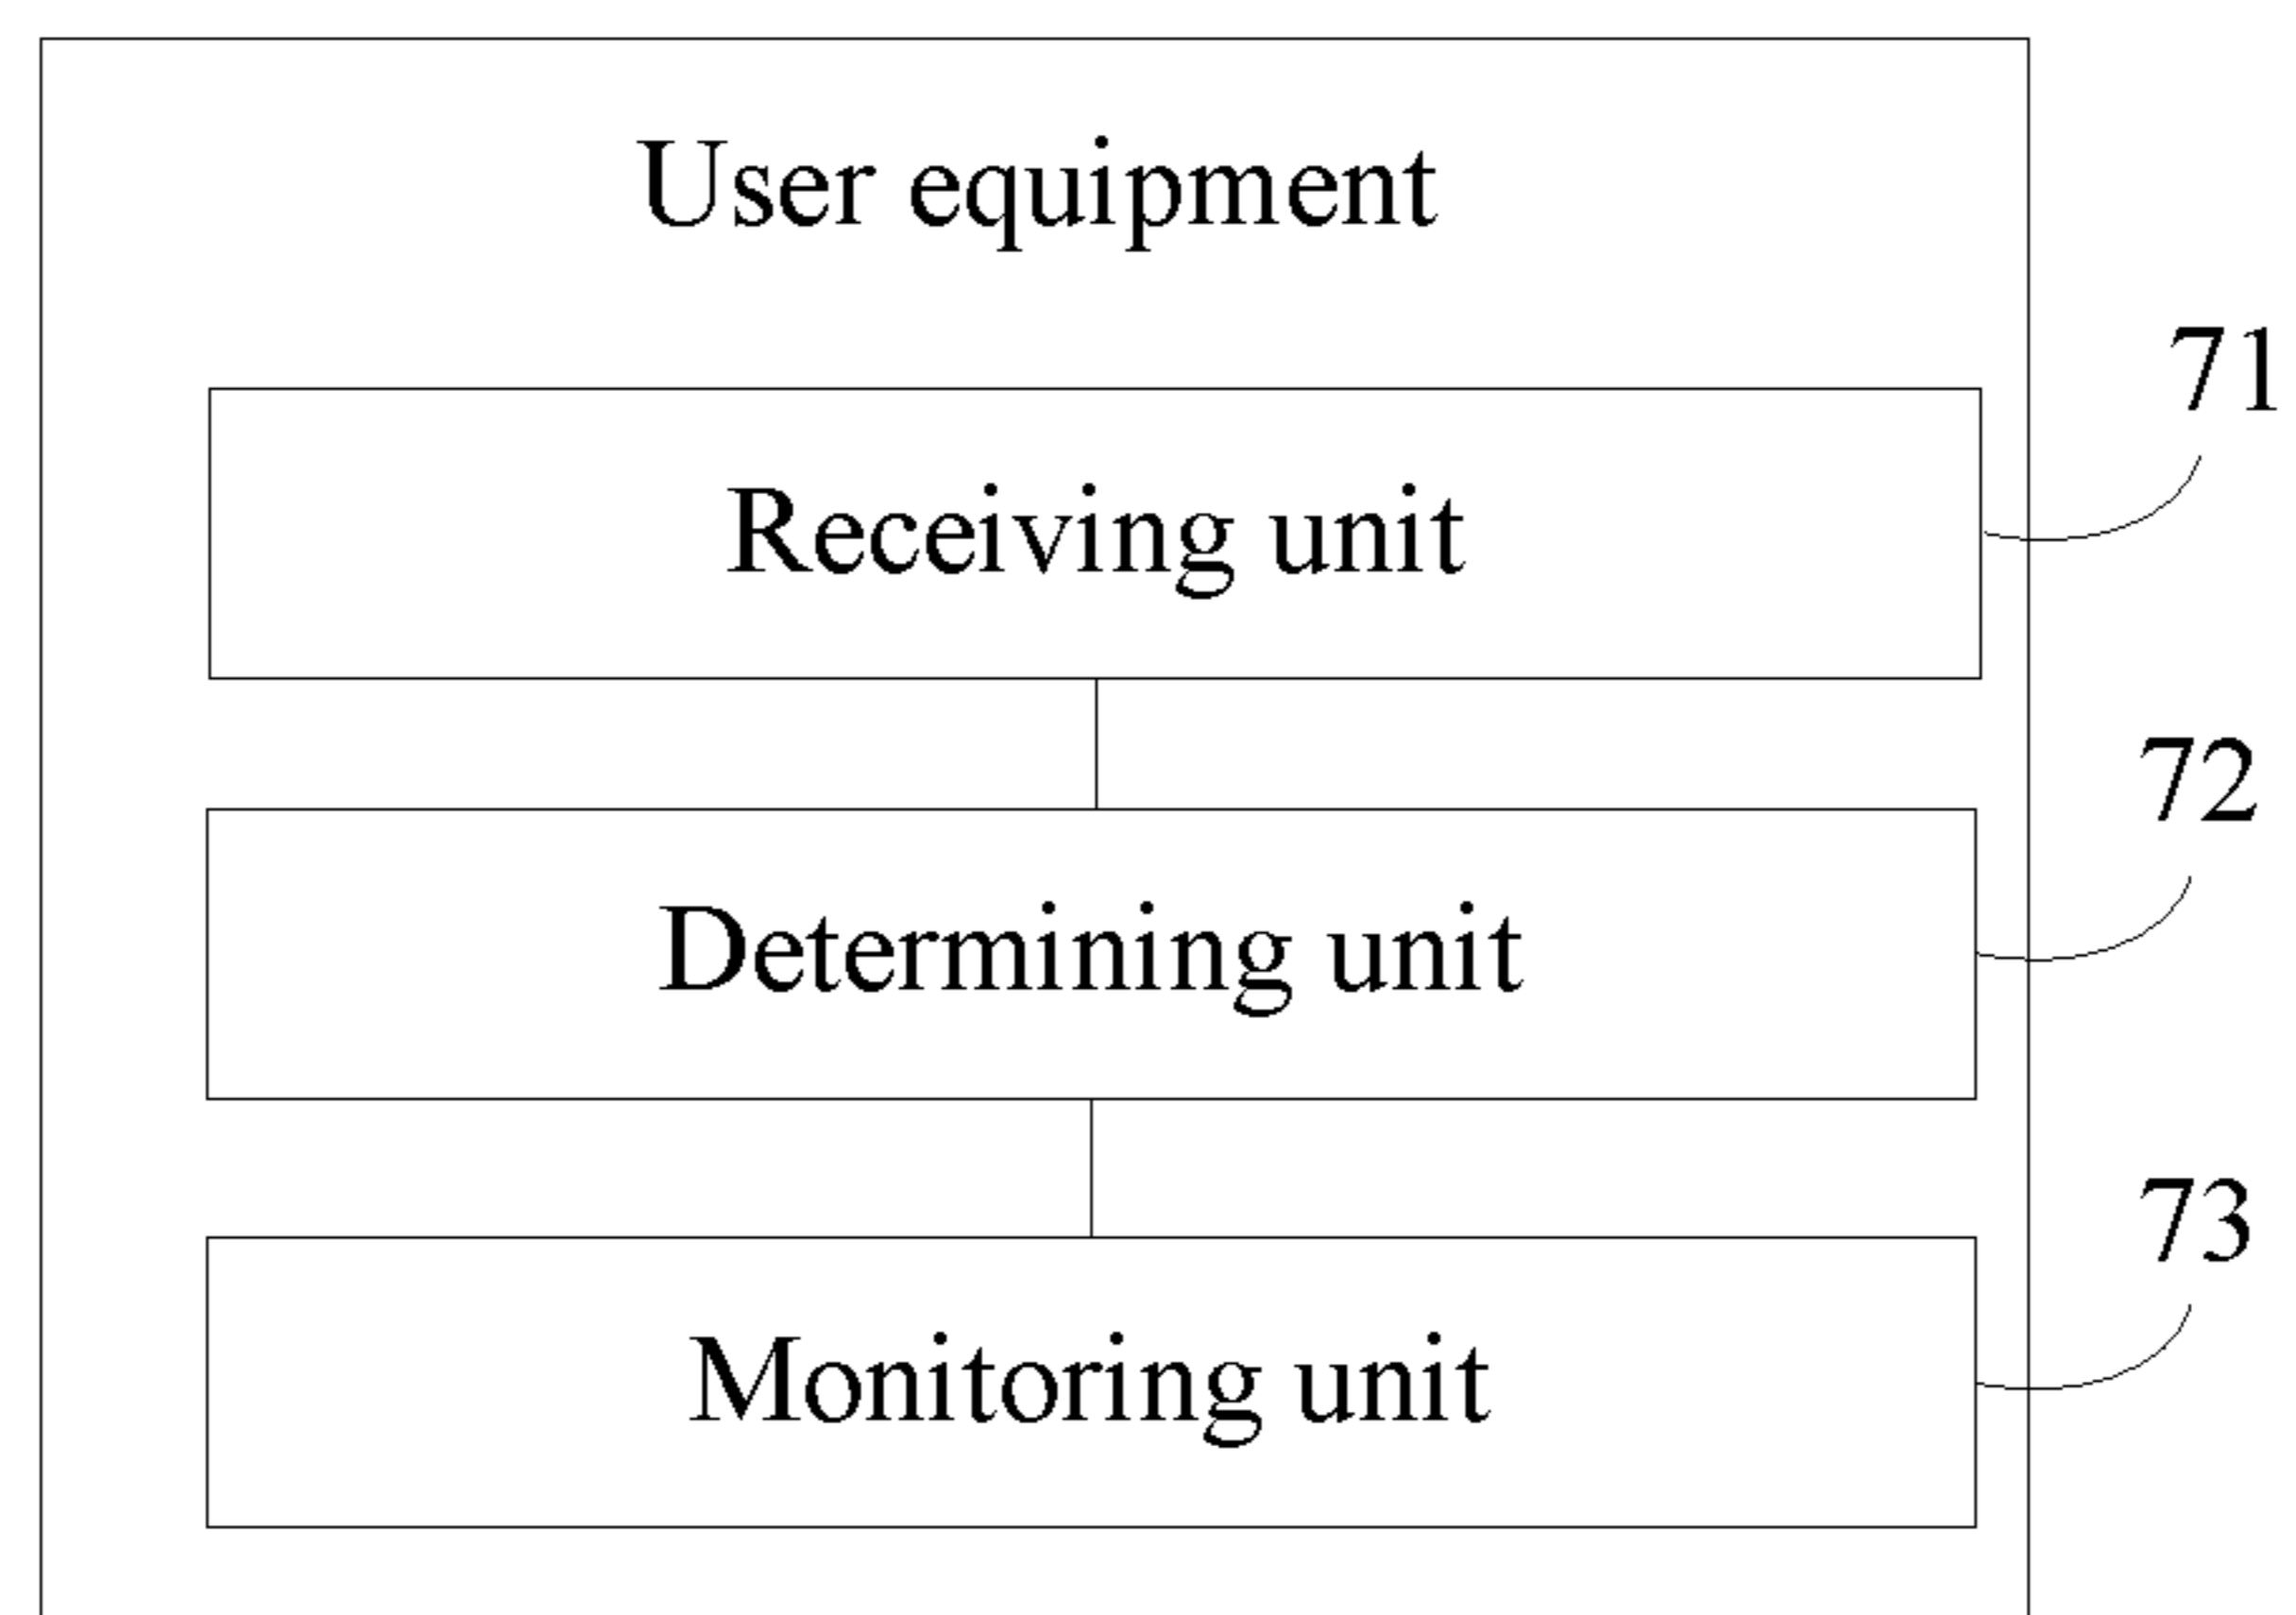 User equipment
71
Receiving unit
72
Determining unit
73
Monitoring unit